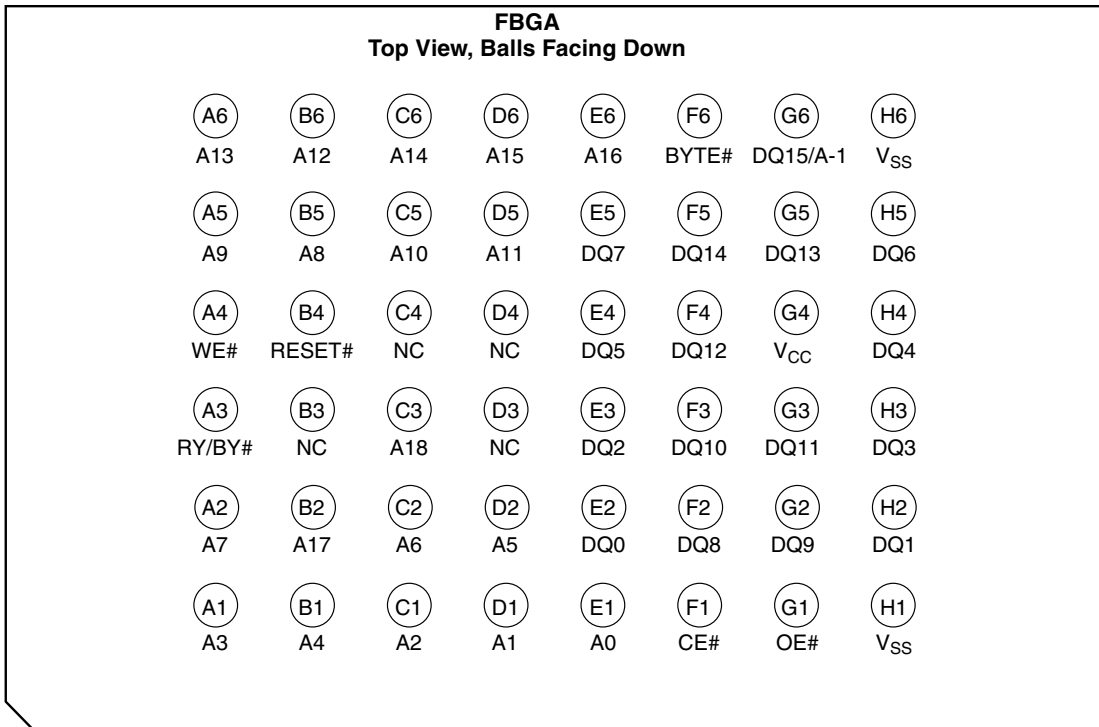 FBGA
Top View, Balls Facing Down
A6 B6 C6 D6 E6 F6 G6 H6
A13 A12 A14 A15 A16 BYTE# DQ15/A-1 VSS
A5 B5 C5 D5 E5 F5 G5 H5
A9 A8 A10 A11 DQ7 DQ14 DQ13 DQ6
A4 B4 C4 D4 E4 F4 G4 H4
WE# RESET# NC NC DQ5 DQ12 VCC DQ4
A3 B3 C3 D3 E3 F3 G3 H3
RY/BY# NC A18 NC DQ2 DQ10 DQ11 DQ3
A2 B2 C2 D2 E2 F2 G2 H2
A7 A17 A6 A5 DQ0 DQ8 DQ9 DQ1
A1 B1 C1 D1 E1 F1 G1 H1
A3 A4 A2 A1 A0 CE# OE# VSS